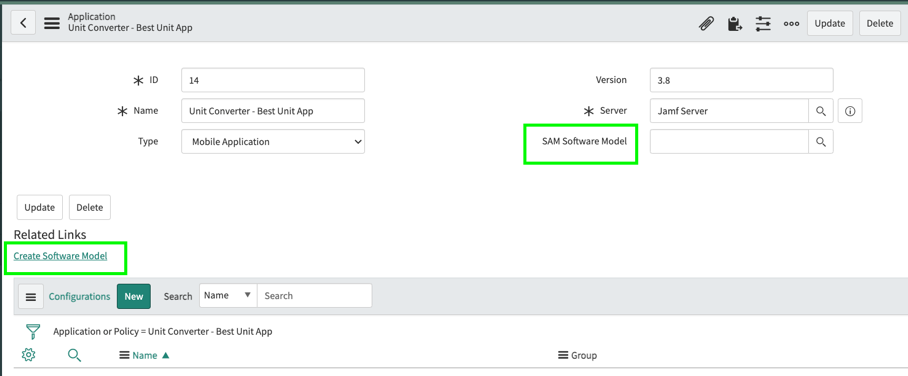 Application
Unit Converter - Best Unit App
Update
Delete
ID
14
Version
3.8
Name
Unit Converter - Best Unit App
Server
Jamf Server
Type
Mobile Application
SAM Software Model
Update
Delete
Related Links
Create Software Model
Configurations
New
Search
Name
Search
Application or Policy = Unit Converter - Best Unit App
Name
Group